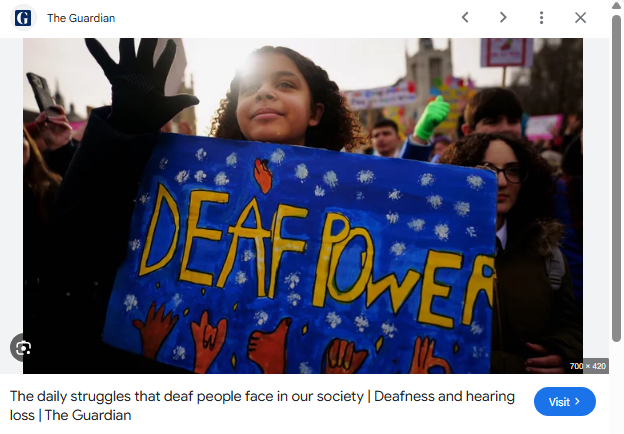 The Guardian
DEAF POWER
700 × 420
The daily struggles that deaf people face in our society | Deafness and hearing
loss | The Guardian
Visit